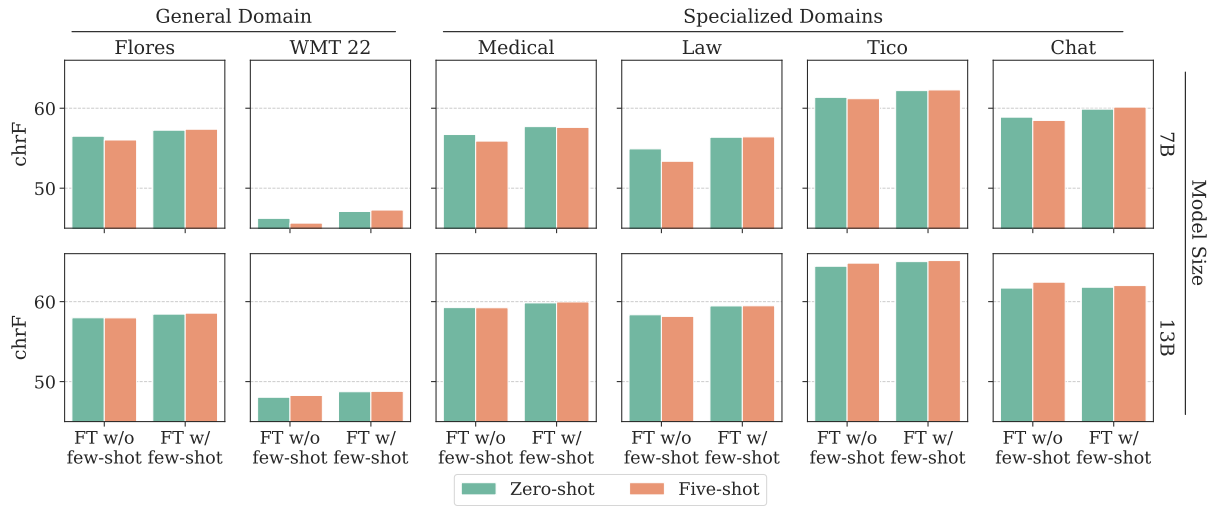 General Domain
Specialized Domains
Flores
WMT 22
Medical
Law
Tico
Chat
chrF
60
50
7B
chrF
60
50
13B
Model Size
FT w/o few-shot
FT w/ few-shot
FT w/o few-shot
FT w/ few-shot
FT w/o few-shot
FT w/ few-shot
FT w/o few-shot
FT w/ few-shot
FT w/o few-shot
FT w/ few-shot
FT w/o few-shot
FT w/ few-shot
Zero-shot
Five-shot